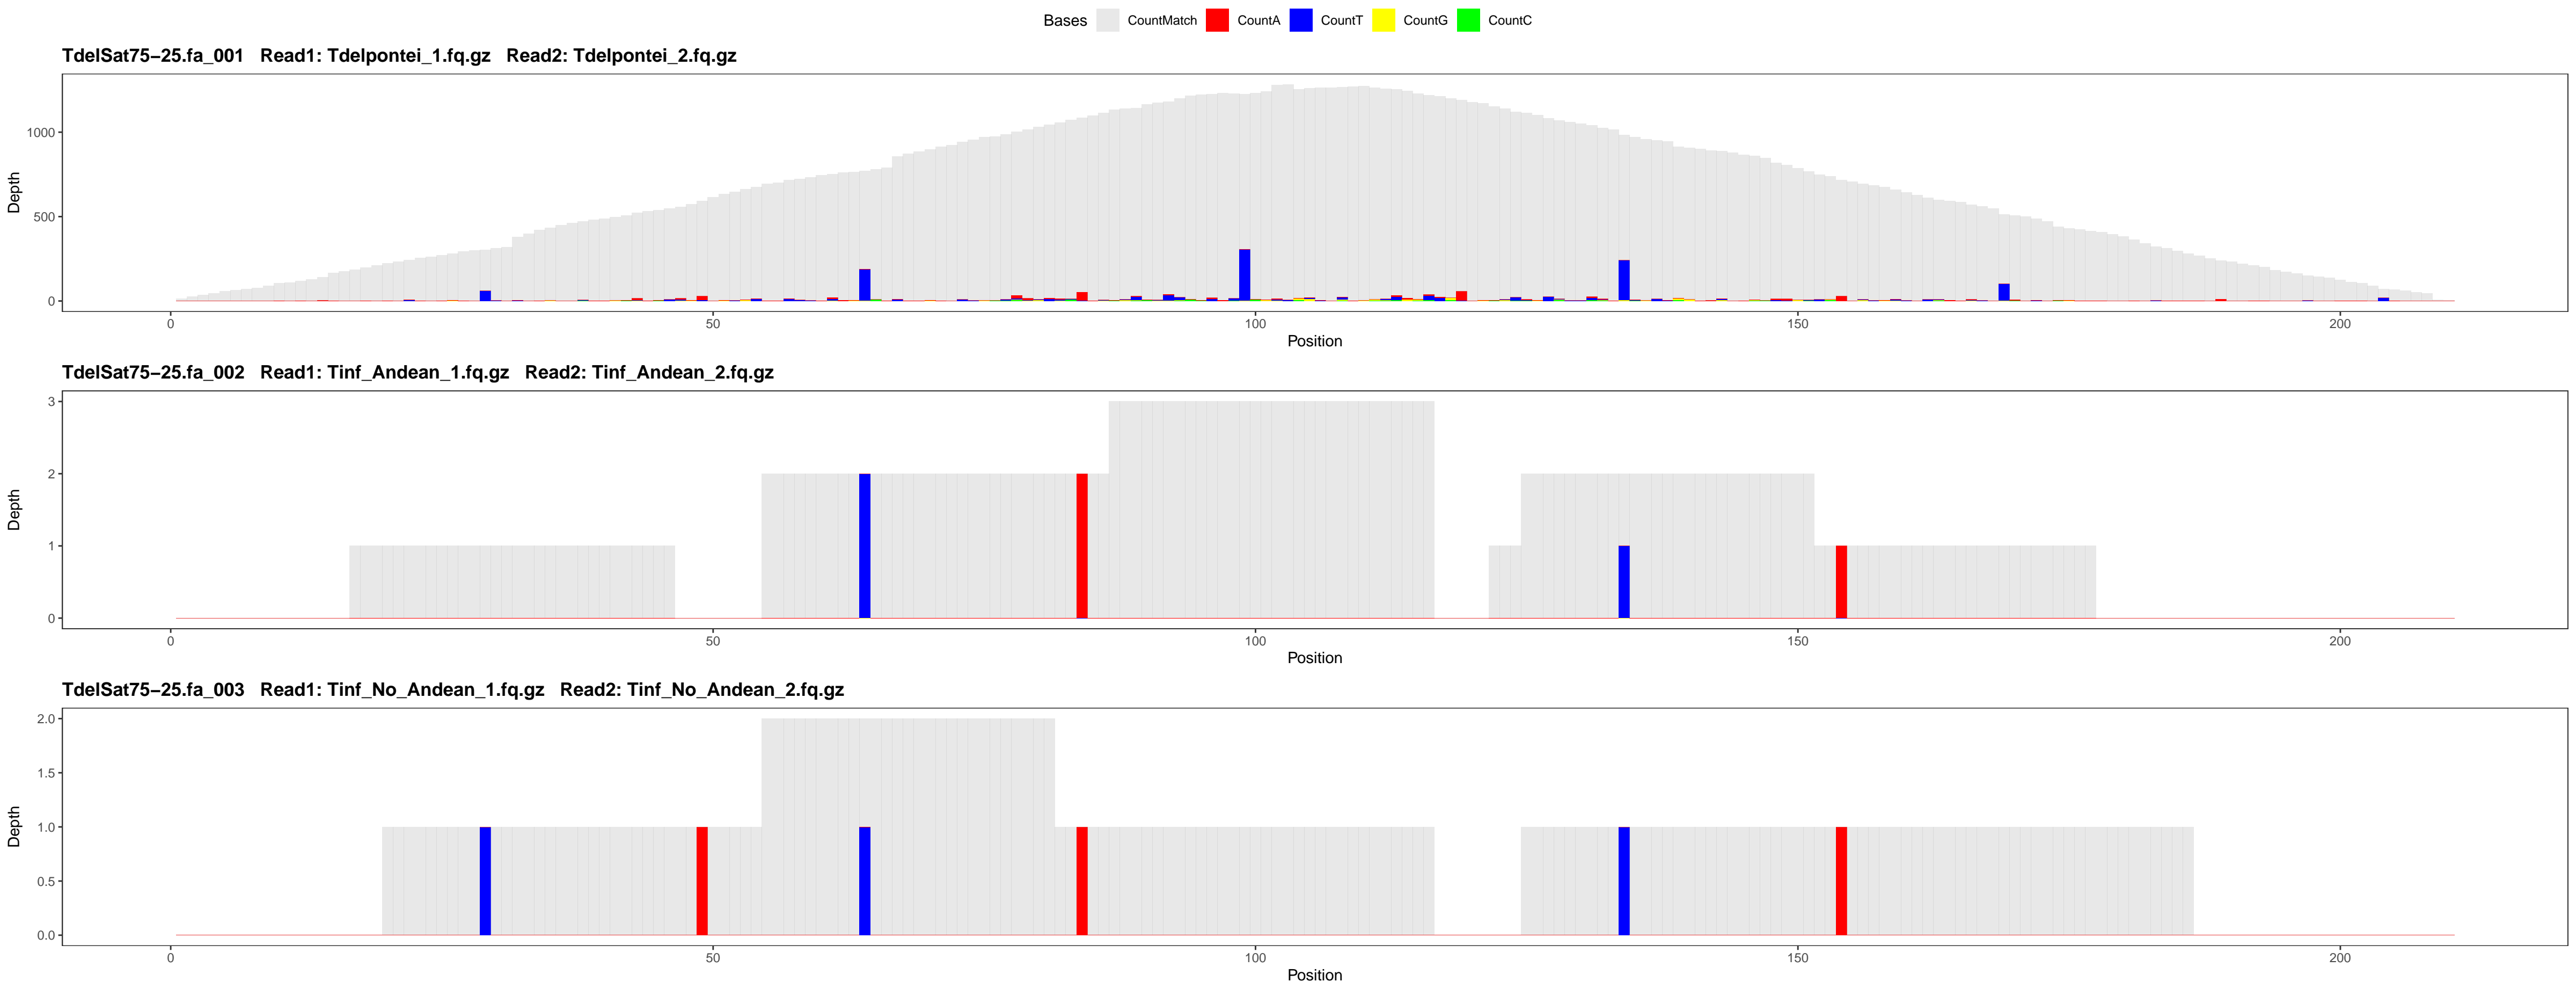 Bases CountMatch CountA CountT CountG CountC
TdelSat75−25.fa_001 Read1: Tdelpontei_1.fq.gz Read2: Tdelpontei_2.fq.gz
Depth
1000
500
0
0 50 100 150 200
Position
TdelSat75−25.fa_002 Read1: Tinf_Andean_1.fq.gz Read2: Tinf_Andean_2.fq.gz
Depth
3
2
1
0
0 50 100 150 200
Position
TdelSat75−25.fa_003 Read1: Tinf_No_Andean_1.fq.gz Read2: Tinf_No_Andean_2.fq.gz
Depth
2.0
1.5
1.0
0.5
0.0
0 50 100 150 200
Position